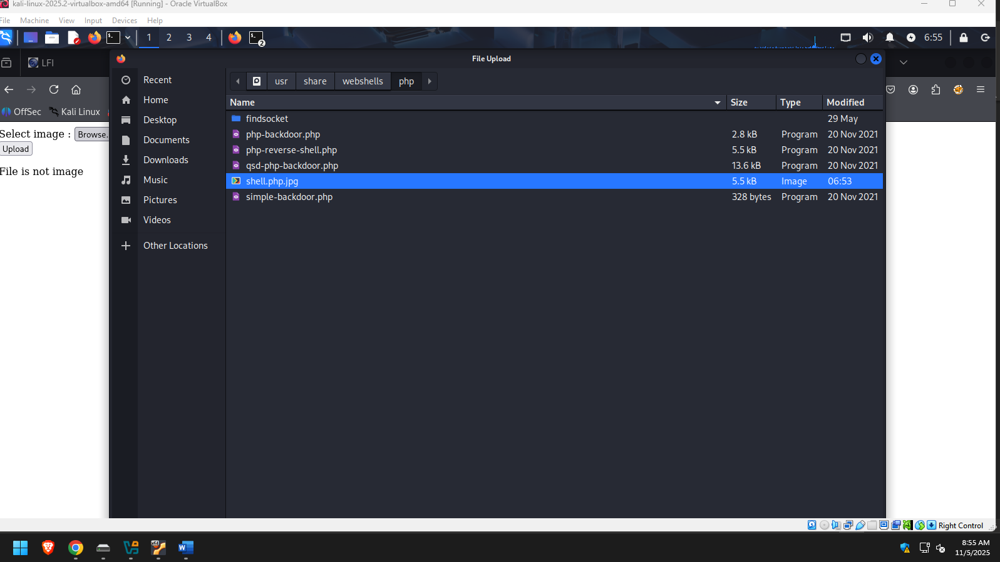 kali-linux-2025.2-virtualbox-amd64 [Running] - Oracle VirtualBox
File Machine View Input Devices Help
1 2 3 4 2 6:55
LFI
File Upload
OffSec Kali Linux
Select image : Browse.
Upload
File is not image
Recent
Home
Desktop
Documents
Downloads
Music
Pictures
Videos
Other Locations
usr share webshells php
Name Size Type Modified
findsocket 29 May
php-backdoor.php 2.8 kB Program 20 Nov 2021
php-reverse-shell.php 5.5 kB Program 20 Nov 2021
qsd-php-backdoor.php 13.6 kB Program 20 Nov 2021
shell.php.jpg 5.5 kB Image 06:53
simple-backdoor.php 328 bytes Program 20 Nov 2021
Right Control
8:55 AM
11/5/2025